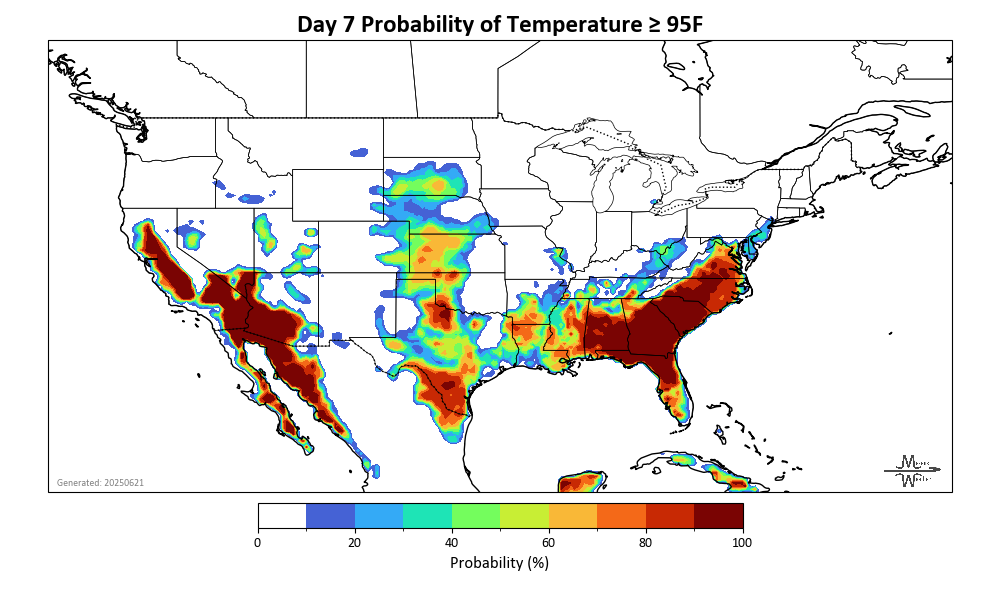 Day 7 Probability of Temperature ≥ 95F
Generated: 20250621
0 20 40 60 80 100
Probability (%)